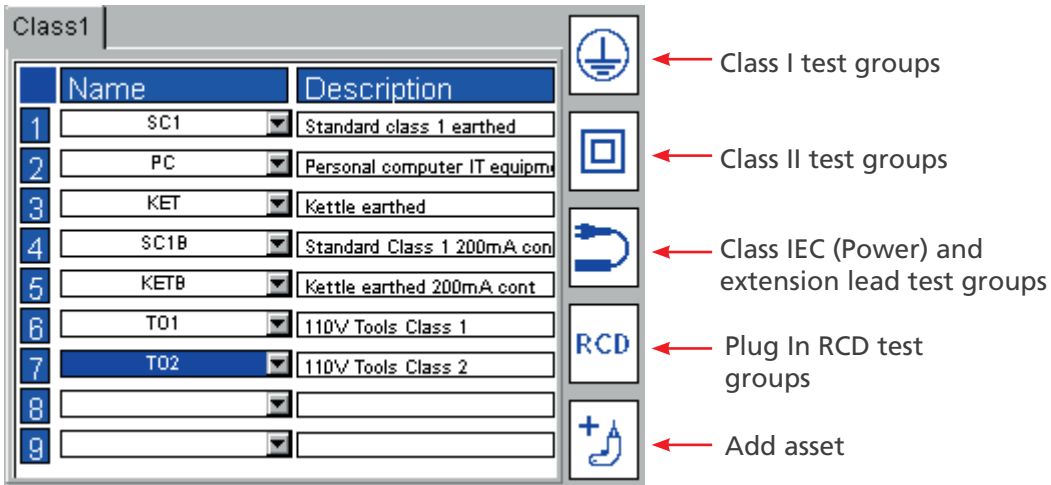 Class1
Name Description
1 SC1 Standard class 1 earthed
2 PC Personal computer IT equipm
3 KET Kettle earthed
4 SC1B Standard Class 1 200mA con
5 KETB Kettle earthed 200mA cont
6 TO1 110V Tools Class 1
7 TO2 110V Tools Class 2
8
9
RCD
Class I test groups
Class II test groups
Class IEC (Power) and
extension lead test groups
Plug In RCD test
groups
Add asset